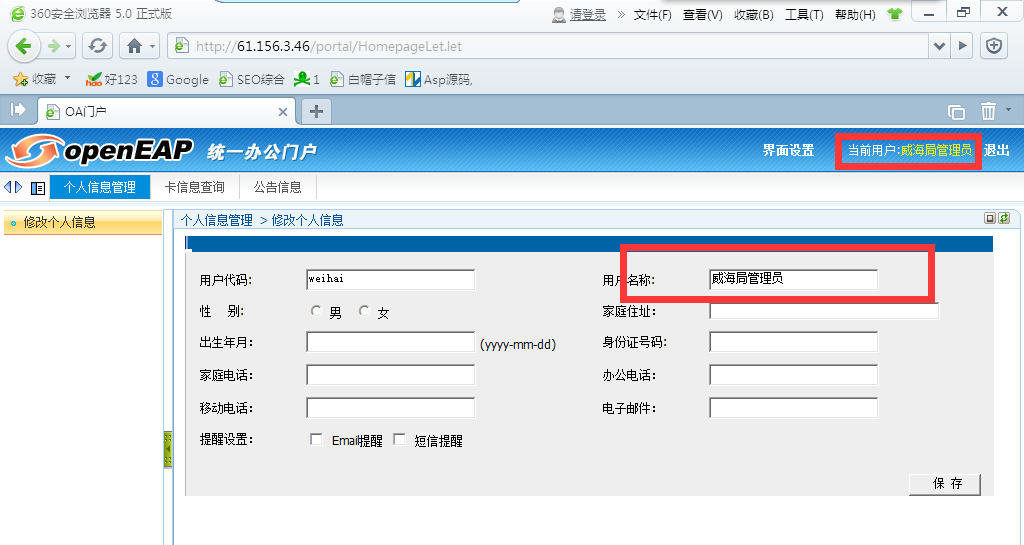 360安全浏览器 5.0 正式版
请登录 » 文件(F) 查看(V) 收藏(B) 工具(T) 帮助(H)
http://61.156.3.46/portal/HomepageLet.let
收藏 好123 Google SEO综合 1 白帽子信 Asp源码,
OA门户
openEAP 统一办公门户 界面设置 当前用户:威海局管理员 退出
个人信息管理 卡信息查询 公告信息
修改个人信息
个人信息管理 > 修改个人信息
用户代码: weihai 用户名称: 威海局管理员
性 别: 男 女 家庭住址:
出生年月: (yyyy-mm-dd) 身份证号码:
家庭电话: 办公电话:
移动电话: 电子邮件:
提醒设置: Email提醒 短信提醒
保 存